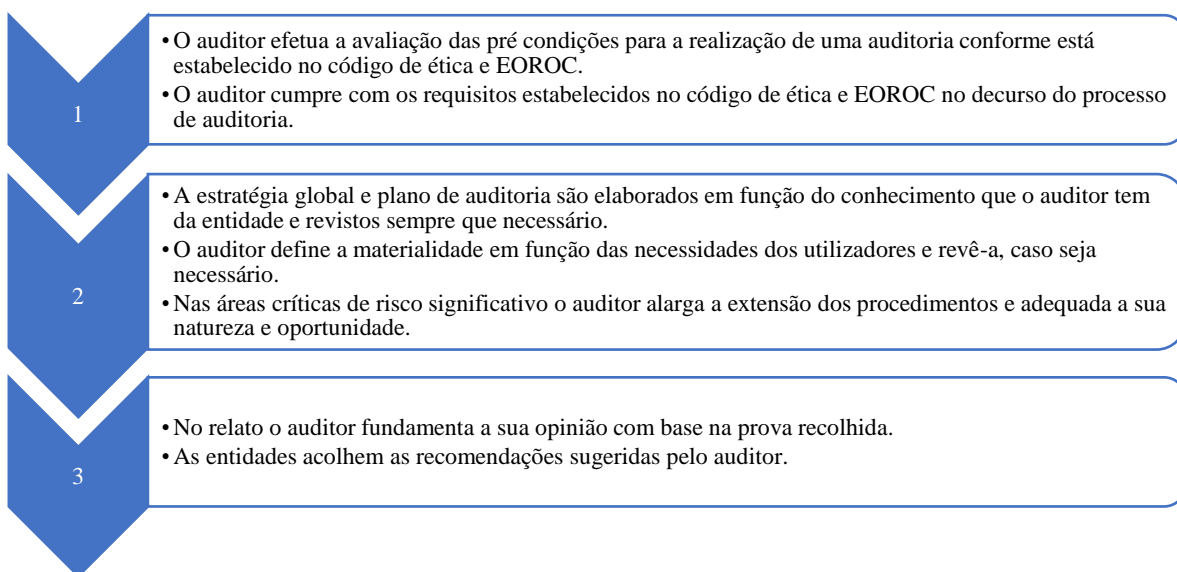 1
• O auditor efetua a avaliação das pré condições para a realização de uma auditoria conforme está
estabelecido no código de ética e EOROC.
• O auditor cumpre com os requisitos estabelecidos no código de ética e EOROC no decurso do processo
de auditoria.
2
• A estratégia global e plano de auditoria são elaborados em função do conhecimento que o auditor tem
da entidade e revistos sempre que necessário.
• O auditor define a materialidade em função das necessidades dos utilizadores e revê-a, caso seja
necessário.
• Nas áreas críticas de risco significativo o auditor alarga a extensão dos procedimentos e adequada a sua
natureza e oportunidade.
3
• No relato o auditor fundamenta a sua opinião com base na prova recolhida.
• As entidades acolhem as recomendações sugeridas pelo auditor.